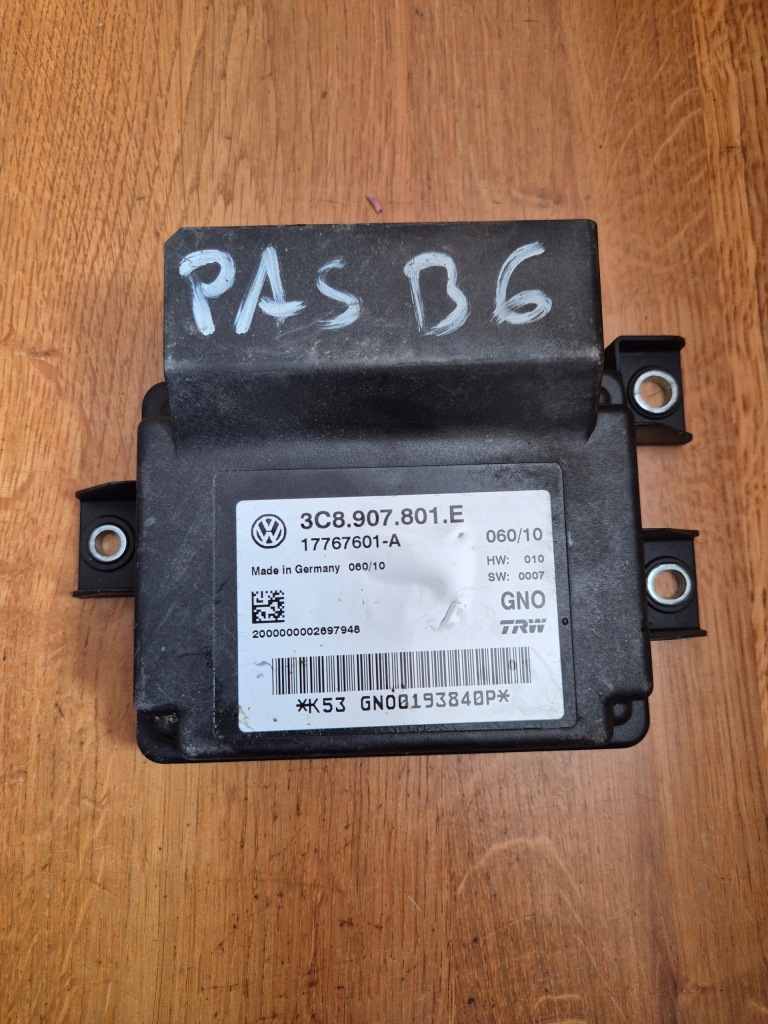 PAS B6
3C8.907.801.E
17767601-A
060/10
Made in Germany 060/10
HW: 010
SW: 0007
GNO
TRW
2000000002697948
*K53 GNO0193840P*